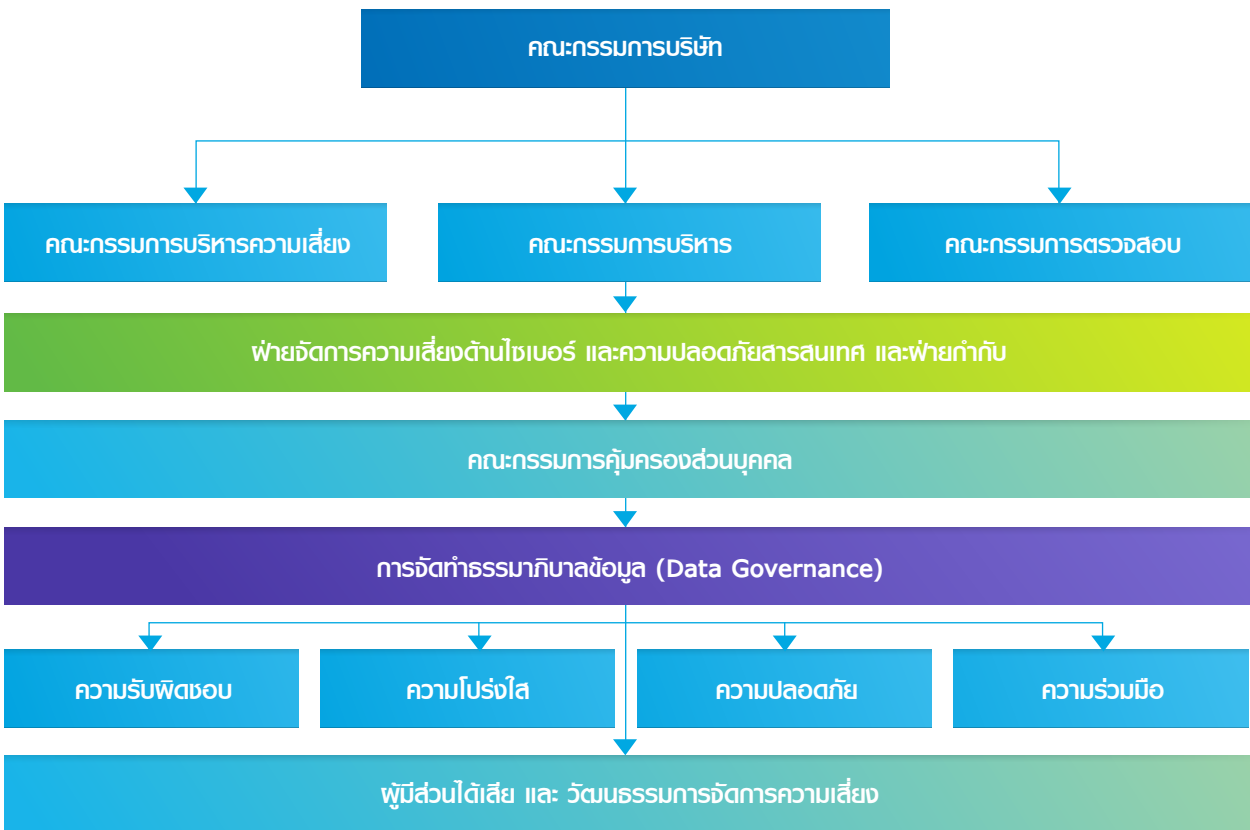 คณะกรรมการบริษัท
คณะกรรมการบริหารความเสี่ยง
คณะกรรมการบริหาร
คณะกรรมการตรวจสอบ
ฝ่ายจัดการความเสี่ยงด้านไซเบอร์ และความปลอดภัยสารสนเทศ และฝ่ายกำกับ
คณะกรรมการคุ้มครองส่วนบุคคล
การจัดทำธรรมาภิบาลข้อมูล (Data Governance)
ความรับผิดชอบ
ความโปร่งใส
ความปลอดภัย
ความร่วมมือ
ผู้มีส่วนได้เสีย และ วัฒนธรรมการจัดการความเสี่ยง